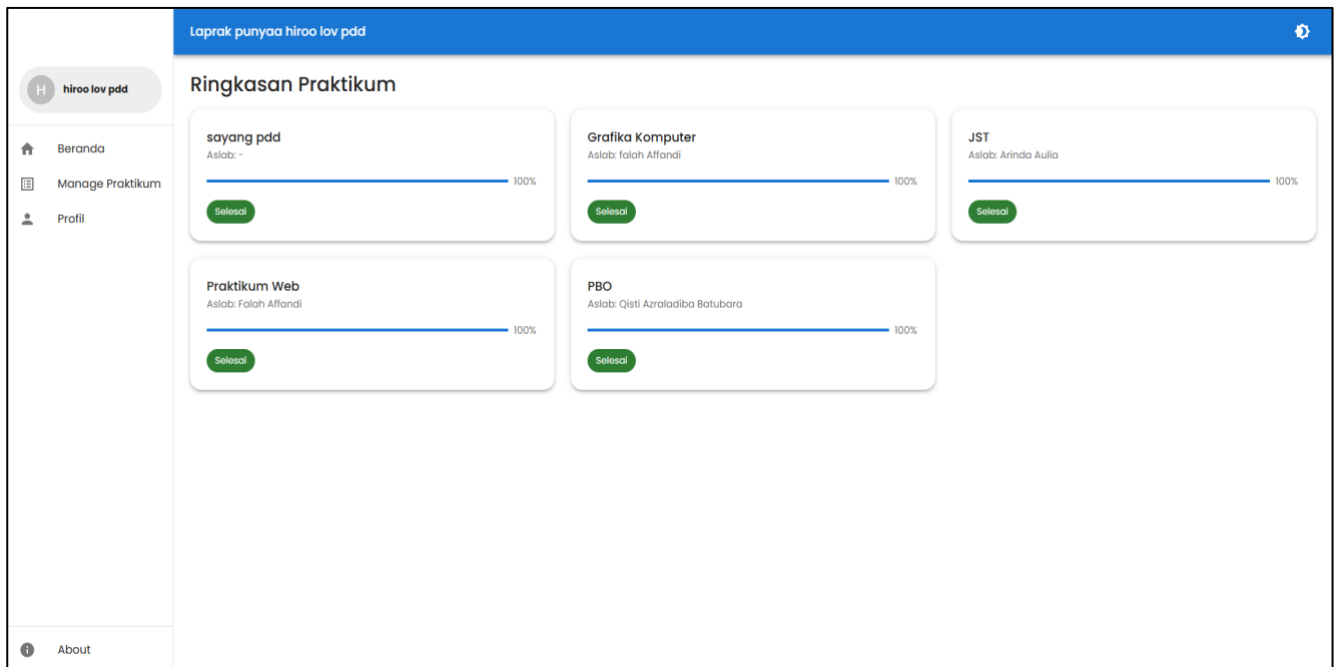 Laprak punyaa hiroo lov pdd
H hiroo lov pdd
Beranda
Manage Praktikum
Profil
About
Ringkasan Praktikum
sayang pdd
Aslab: -
100%
Selesai
Grafika Komputer
Aslab: falah Affandi
100%
Selesai
JST
Aslab: Arinda Aulia
100%
Selesai
Praktikum Web
Aslab: Falah Affandi
100%
Selesai
PBO
Aslab: Qisti Azraladiba Batubara
100%
Selesai